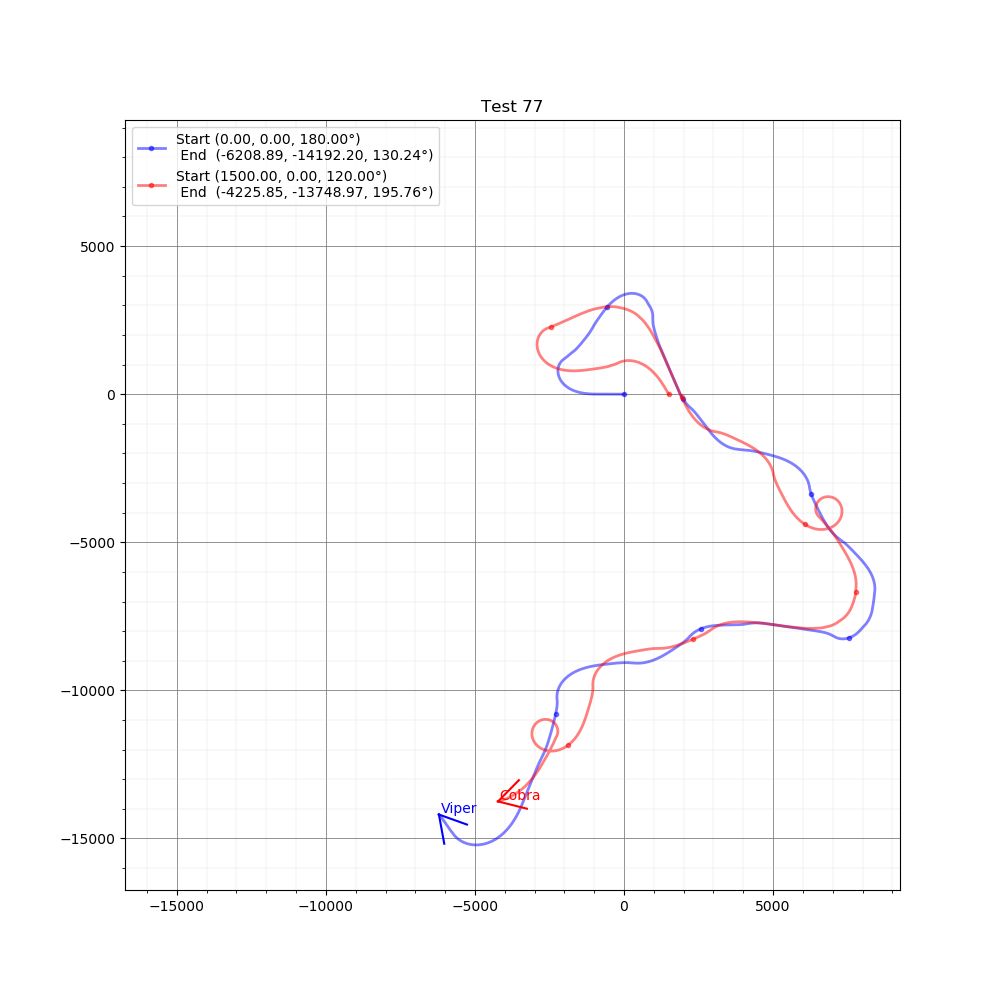 Test 77
Start (0.00, 0.00, 180.00°)
End  (-6208.89, -14192.20, 130.24°)
Start (1500.00, 0.00, 120.00°)
End  (-4225.85, -13748.97, 195.76°)
5000
0
−5000
−10000
−15000
Cobra
Viper
−15000
−10000
−5000
0
5000